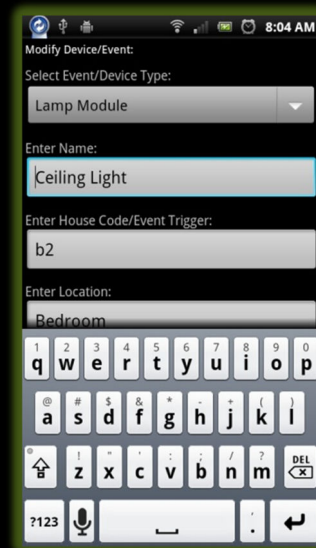 8:04 AM
Modify Device/Event:
Select Event/Device Type:
Lamp Module
Enter Name:
Ceiling Light
Enter House Code/Event Trigger:
b2
Enter Location:
Bedroom
1 2 3 4 5 6 7 8 9 0
q w e r t y u i o p
@ # $ & * - + ( )
a s d f g h j k l
! " ' : ; / ?
z x c v b n m DEL
?123 , .